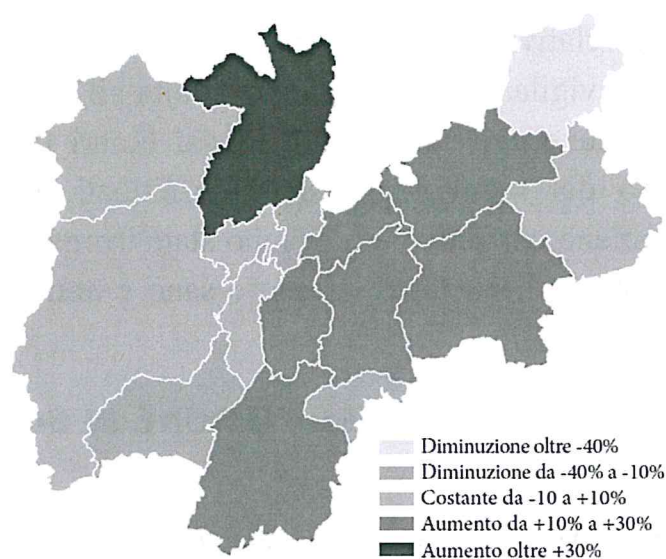 Diminuzione oltre -40%
Diminuzione da -40% a -10%
Costante da -10 a +10%
Aumento da +10% a +30%
Aumento oltre +30%